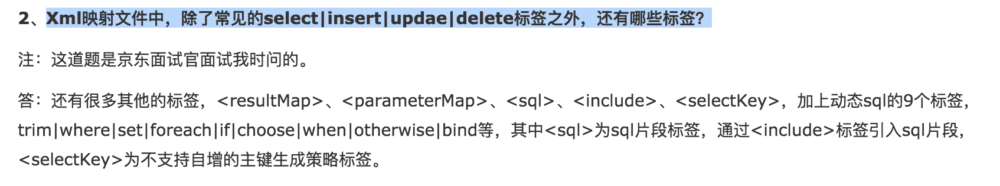 2、Xml映射文件中，除了常见的select|insert|updae|delete标签之外，还有哪些标签？
注：这道题是京东面试官面试我时问的。
答：还有很多其他的标签，<resultMap>、<parameterMap>、<sql>、<include>、<selectKey>，加上动态sql的9个标签，
trim|where|set|foreach|if|choose|when|otherwise|bind等，其中<sql>为sql片段标签，通过<include>标签引入sql片段，
<selectKey>为不支持自增的主键生成策略标签。